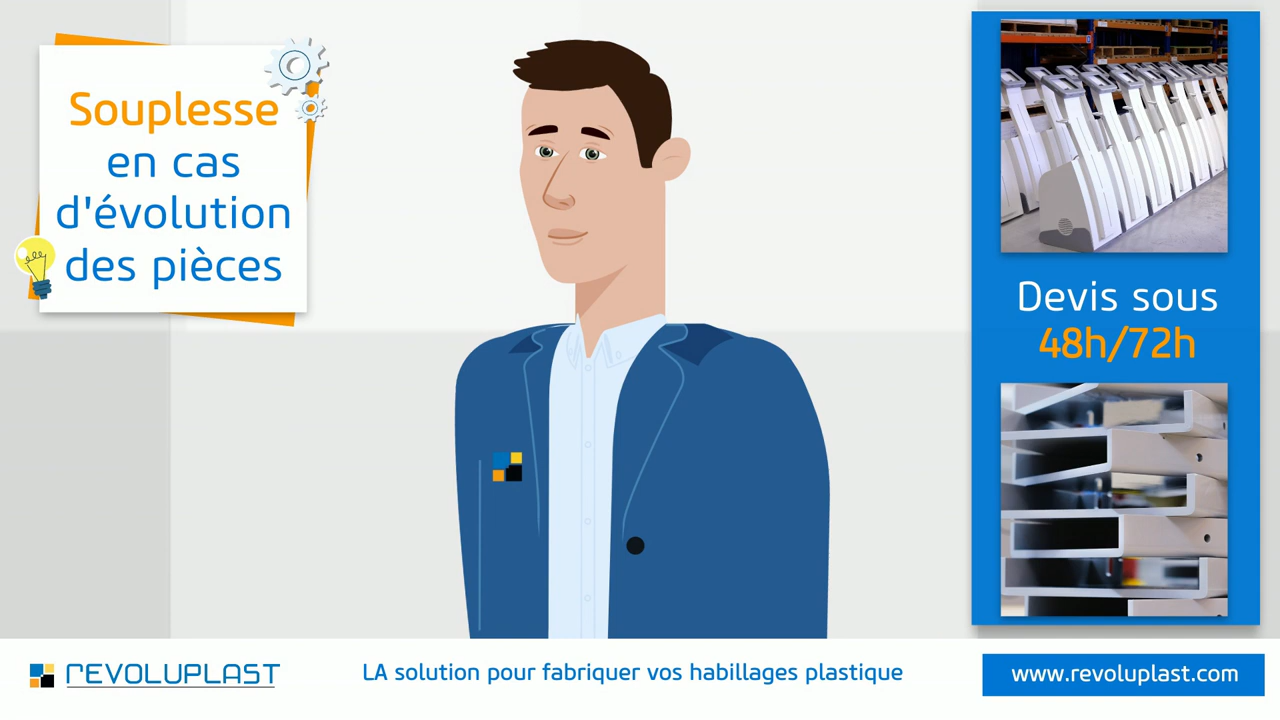 Souplesse
en cas
d'évolution
des pièces
Devis sous
48h/72h
REVOLUPLAST
LA solution pour fabriquer vos habillages plastique
www.revoluplast.com